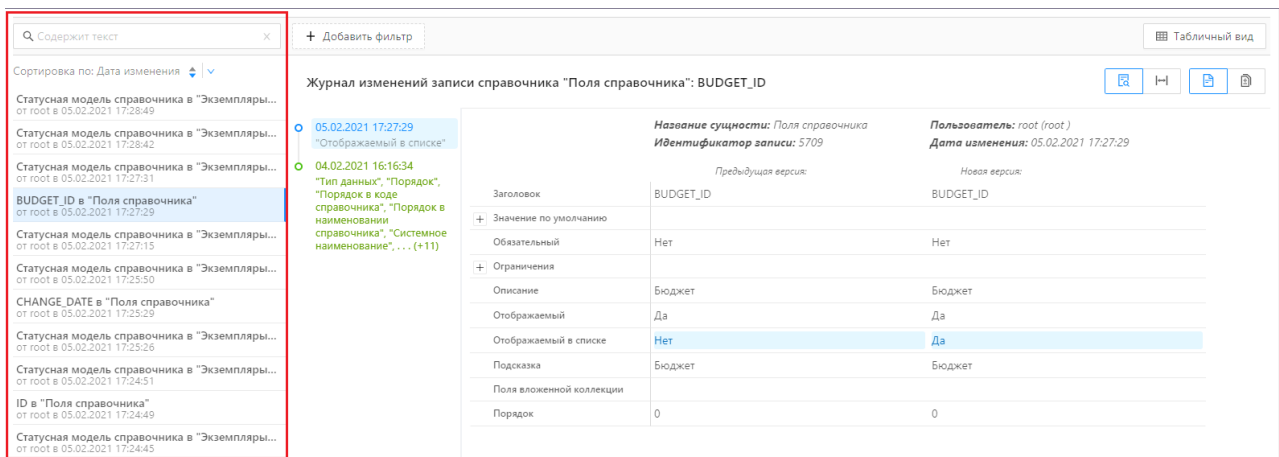 Содержит текст
+ Добавить фильтр
Табличный вид
Сортировка по: Дата изменения
Статусная модель справочника в "Экземпляры...
от root в 05.02.2021 17:28:49
Статусная модель справочника в "Экземпляры...
от root в 05.02.2021 17:28:42
Статусная модель справочника в "Экземпляры...
от root в 05.02.2021 17:27:31
BUDGET_ID в "Поля справочника"
от root в 05.02.2021 17:27:29
Статусная модель справочника в "Экземпляры...
от root в 05.02.2021 17:27:15
Статусная модель справочника в "Экземпляры...
от root в 05.02.2021 17:25:50
CHANGE_DATE в "Поля справочника"
от root в 05.02.2021 17:25:29
Статусная модель справочника в "Экземпляры...
от root в 05.02.2021 17:25:26
Статусная модель справочника в "Экземпляры...
от root в 05.02.2021 17:24:51
ID в "Поля справочника"
от root в 05.02.2021 17:24:49
Статусная модель справочника в "Экземпляры...
от root в 05.02.2021 17:24:45
Журнал изменений записи справочника "Поля справочника": BUDGET_ID
05.02.2021 17:27:29
"Отображаемый в списке"
04.02.2021 16:16:34
"Тип данных", "Порядок",
"Порядок в коде
справочника", "Порядок в
наименовании
справочника", "Системное
наименование", . . . (+11)
Название сущности: Поля справочника Пользователь: root (root )
Идентификатор записи: 5709 Дата изменения: 05.02.2021 17:27:29
Предыдущая версия: Новая версия:
Заголовок BUDGET_ID BUDGET_ID
+ Значение по умолчанию
Обязательный Нет Нет
+ Ограничения
Описание Бюджет Бюджет
Отображаемый Да Да
Отображаемый в списке Нет Да
Подсказка Бюджет Бюджет
Поля вложенной коллекции
Порядок 0 0